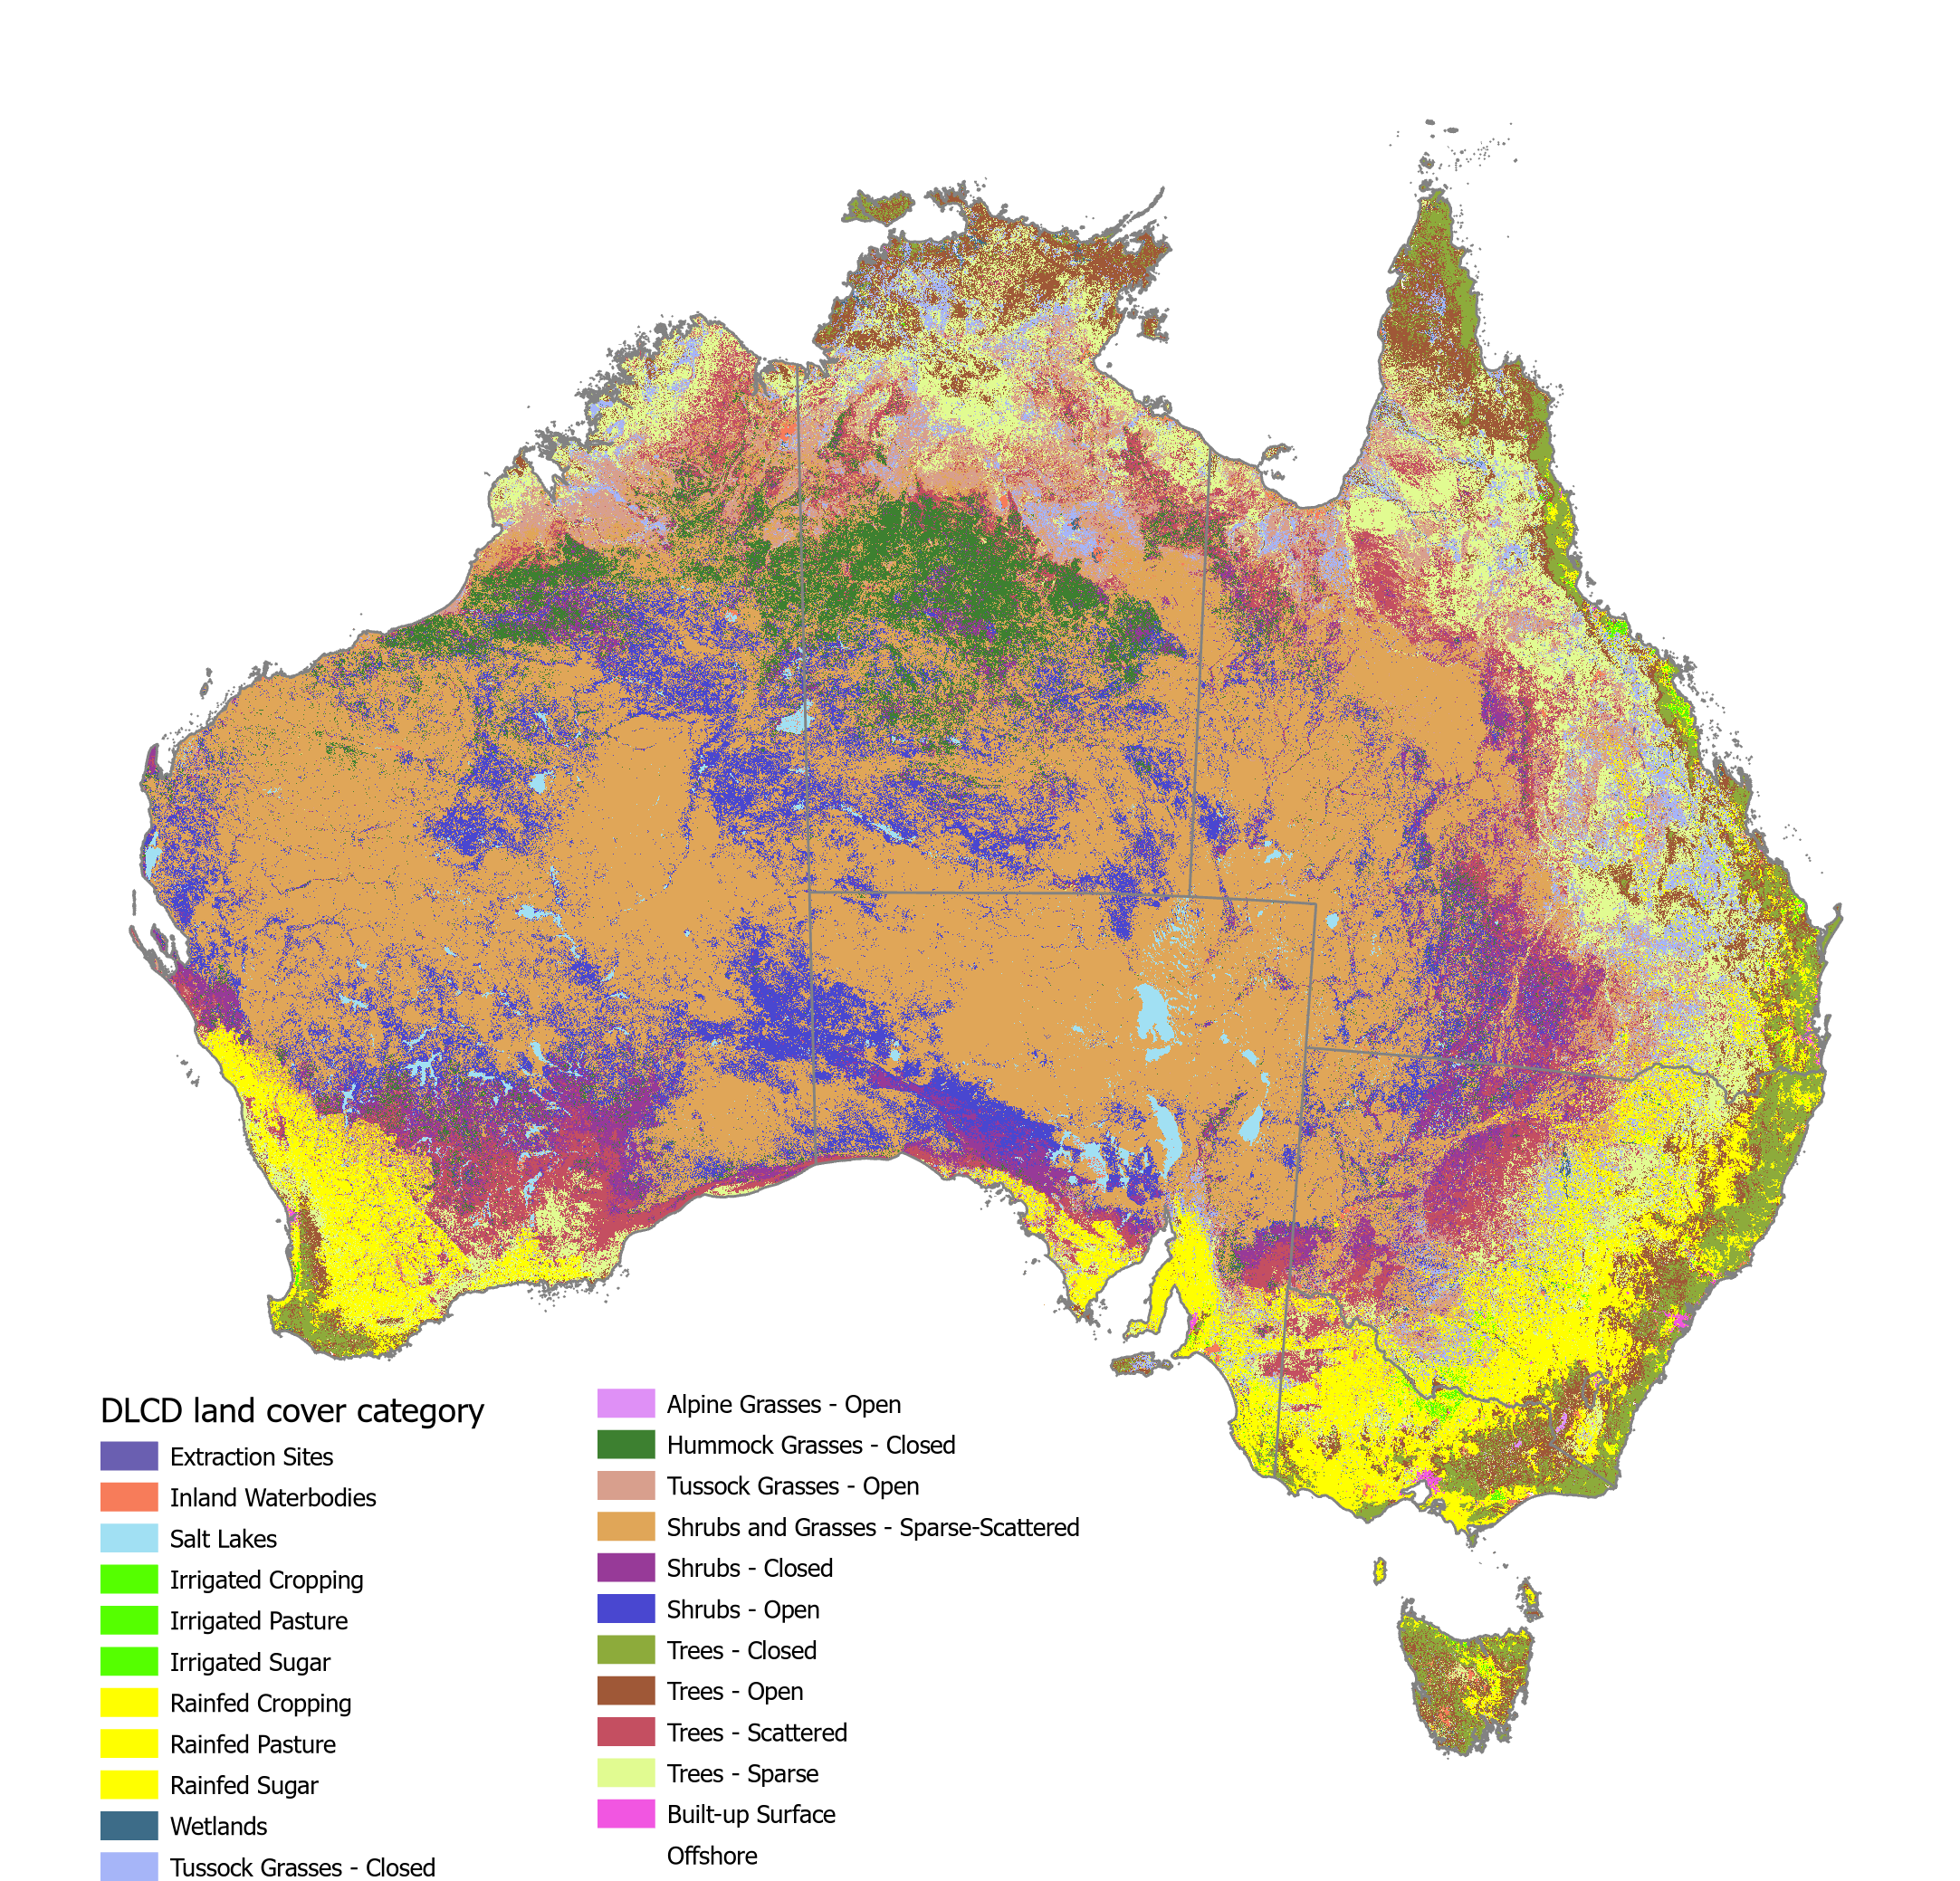 DLCD land cover category
Extraction Sites
Inland Waterbodies
Salt Lakes
Irrigated Cropping
Irrigated Pasture
Irrigated Sugar
Rainfed Cropping
Rainfed Pasture
Rainfed Sugar
Wetlands
Tussock Grasses - Closed
Alpine Grasses - Open
Hummock Grasses - Closed
Tussock Grasses - Open
Shrubs and Grasses - Sparse-Scattered
Shrubs - Closed
Shrubs - Open
Trees - Closed
Trees - Open
Trees - Scattered
Trees - Sparse
Built-up Surface
Offshore